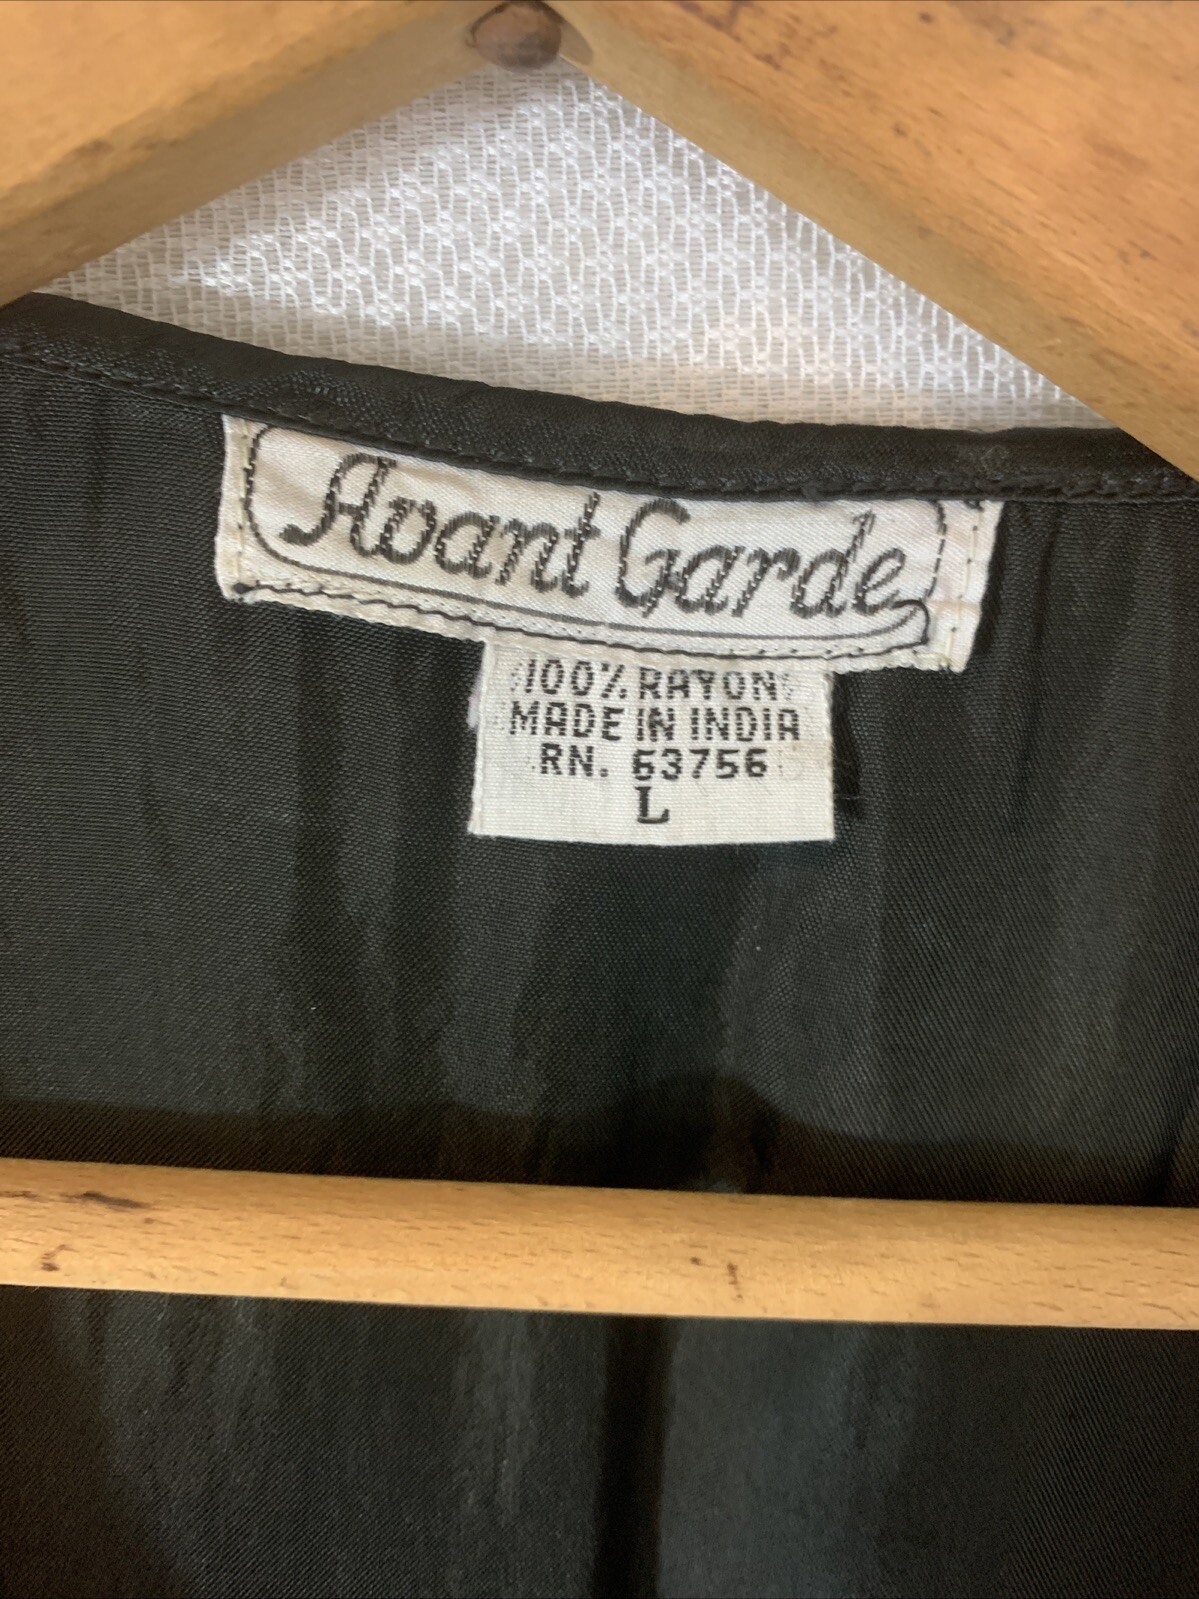 Avant Garde
100% RAYON
MADE IN INDIA
RN. 63756
L